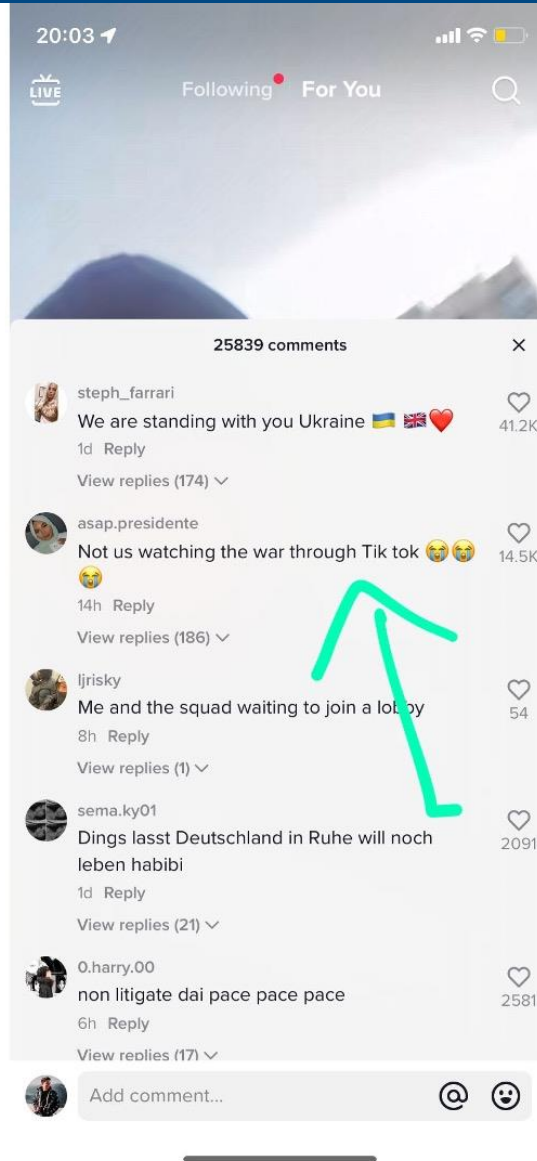 20:03
LIVE
Following For You
25839 comments
steph_farrari
We are standing with you Ukraine 🇺🇦 🇬🇧❤️
41.2K
1d Reply
View replies (174)
asap.presidente
Not us watching the war through Tik tok 😭😭
😭
14.5K
14h Reply
View replies (186)
ljrisky
Me and the squad waiting to join a lobby
54
8h Reply
View replies (1)
sema.ky01
Dings lasst Deutschland in Ruhe will noch
leben habibi
2091
1d Reply
View replies (21)
0.harry.00
non litigate dai pace pace pace
2581
6h Reply
View replies (17)
Add comment...